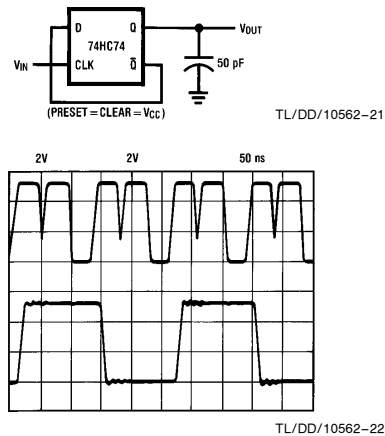 D Q
74HC74
VIN CLK Q̅
VOUT
50 pF
(PRESET = CLEAR = VCC)
TL/DD/10562–21
2V 2V 50 ns
TL/DD/10562–22